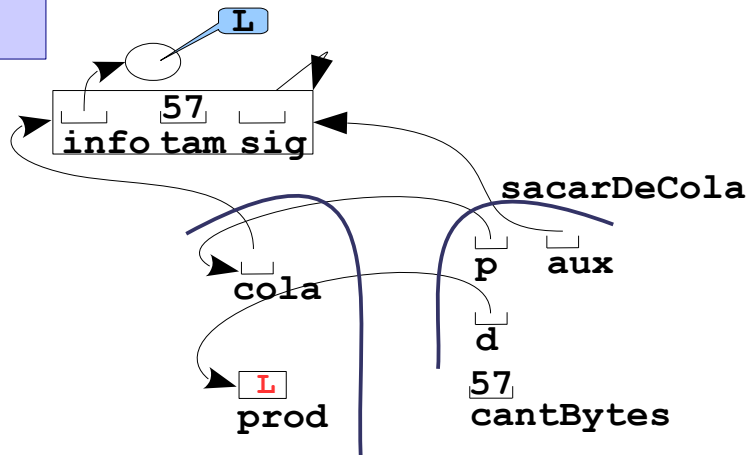 L
57
info tam sig
sacarDeCola
p aux
cola
d
L
57
prod
cantBytes